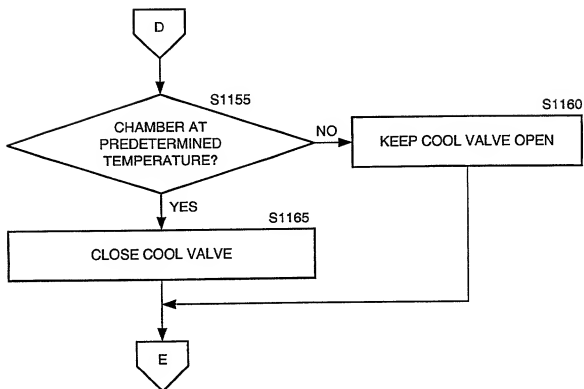 D
S1155
CHAMBER AT
PREDETERMINED
TEMPERATURE?
NO
S1160
KEEP COOL VALVE OPEN
YES
S1165
CLOSE COOL VALVE
E